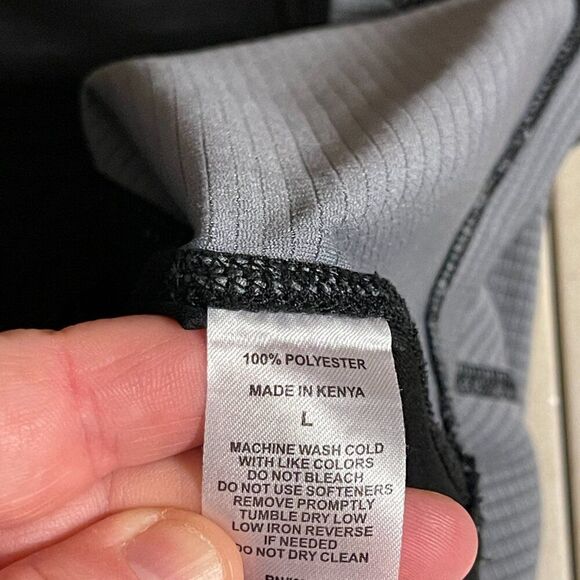 100% POLYESTER
MADE IN KENYA
L
MACHINE WASH COLD
WITH LIKE COLORS
DO NOT BLEACH
DO NOT USE SOFTENERS
REMOVE PROMPTLY
TUMBLE DRY LOW
LOW IRON REVERSE
IF NEEDED
DO NOT DRY CLEAN